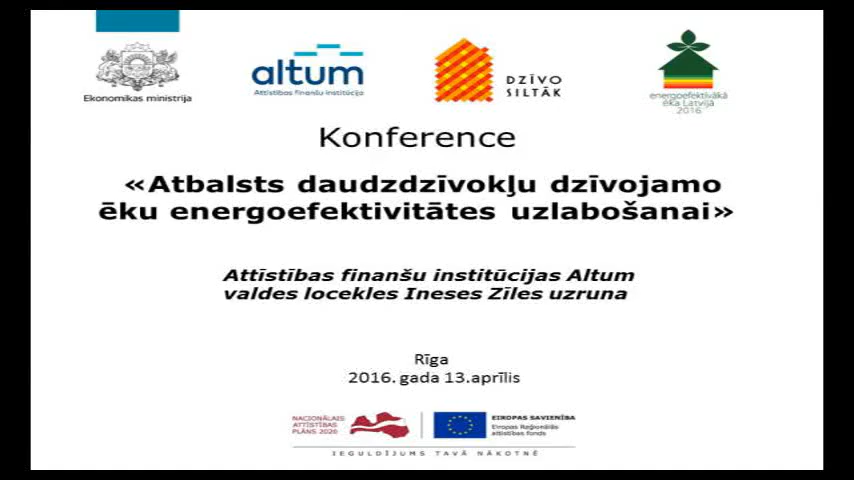 Ekonomikas ministrija
altum
Attīstības finanšu institūcija
DZĪVO
SILTĀK
energoefektīvākā
ēka Latvijā
2016
Konference
«Atbalsts daudzdzīvokļu dzīvojamo
ēku energoefektivitātes uzlabošanai»
Attīstības finanšu institūcijas Altum
valdes locekles Ineses Zīles uzruna
Rīga
2016. gada 13.aprīlis
NACIONĀLAIS
ATTĪSTĪBAS
PLĀNS 2020
EIROPAS SAVIENĪBA
Eiropas Reģionālās
attīstības fonds
IEGULDĪJUMS TAVĀ NĀKOTNĒ